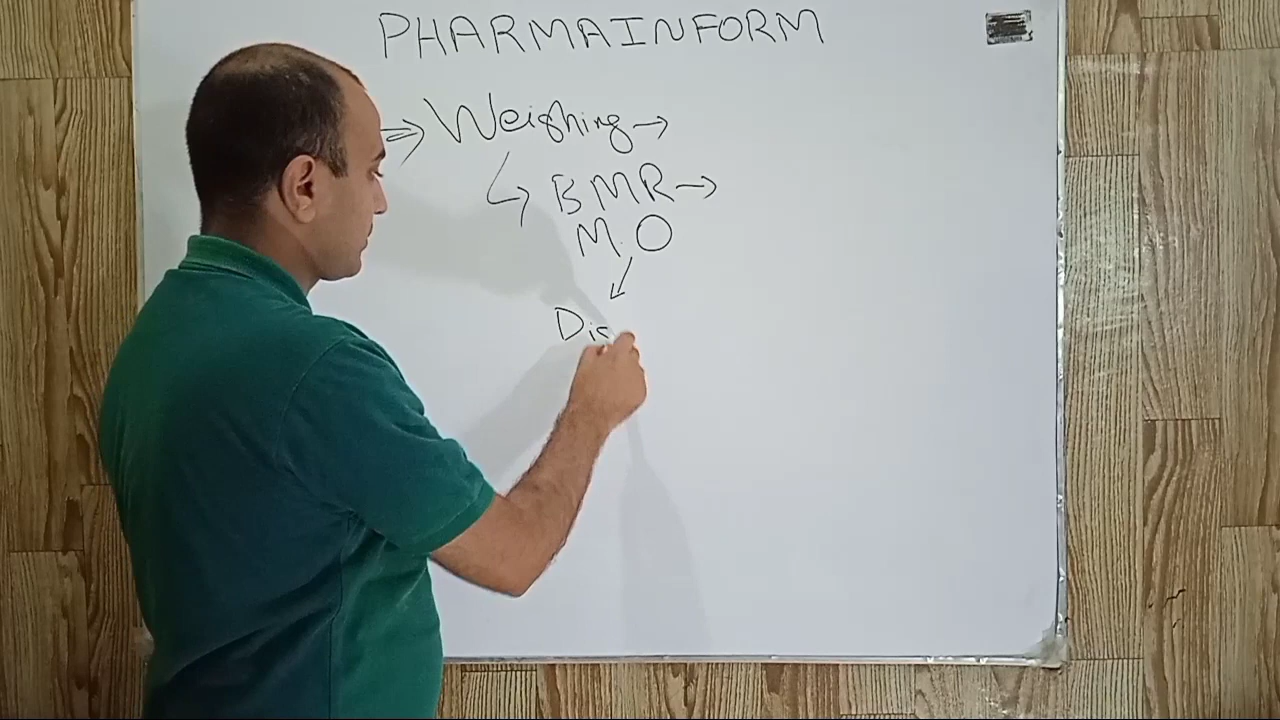 PHARMAINFORM
⇒ Weighing →
↳ BMR →
M.O
↓
Dis